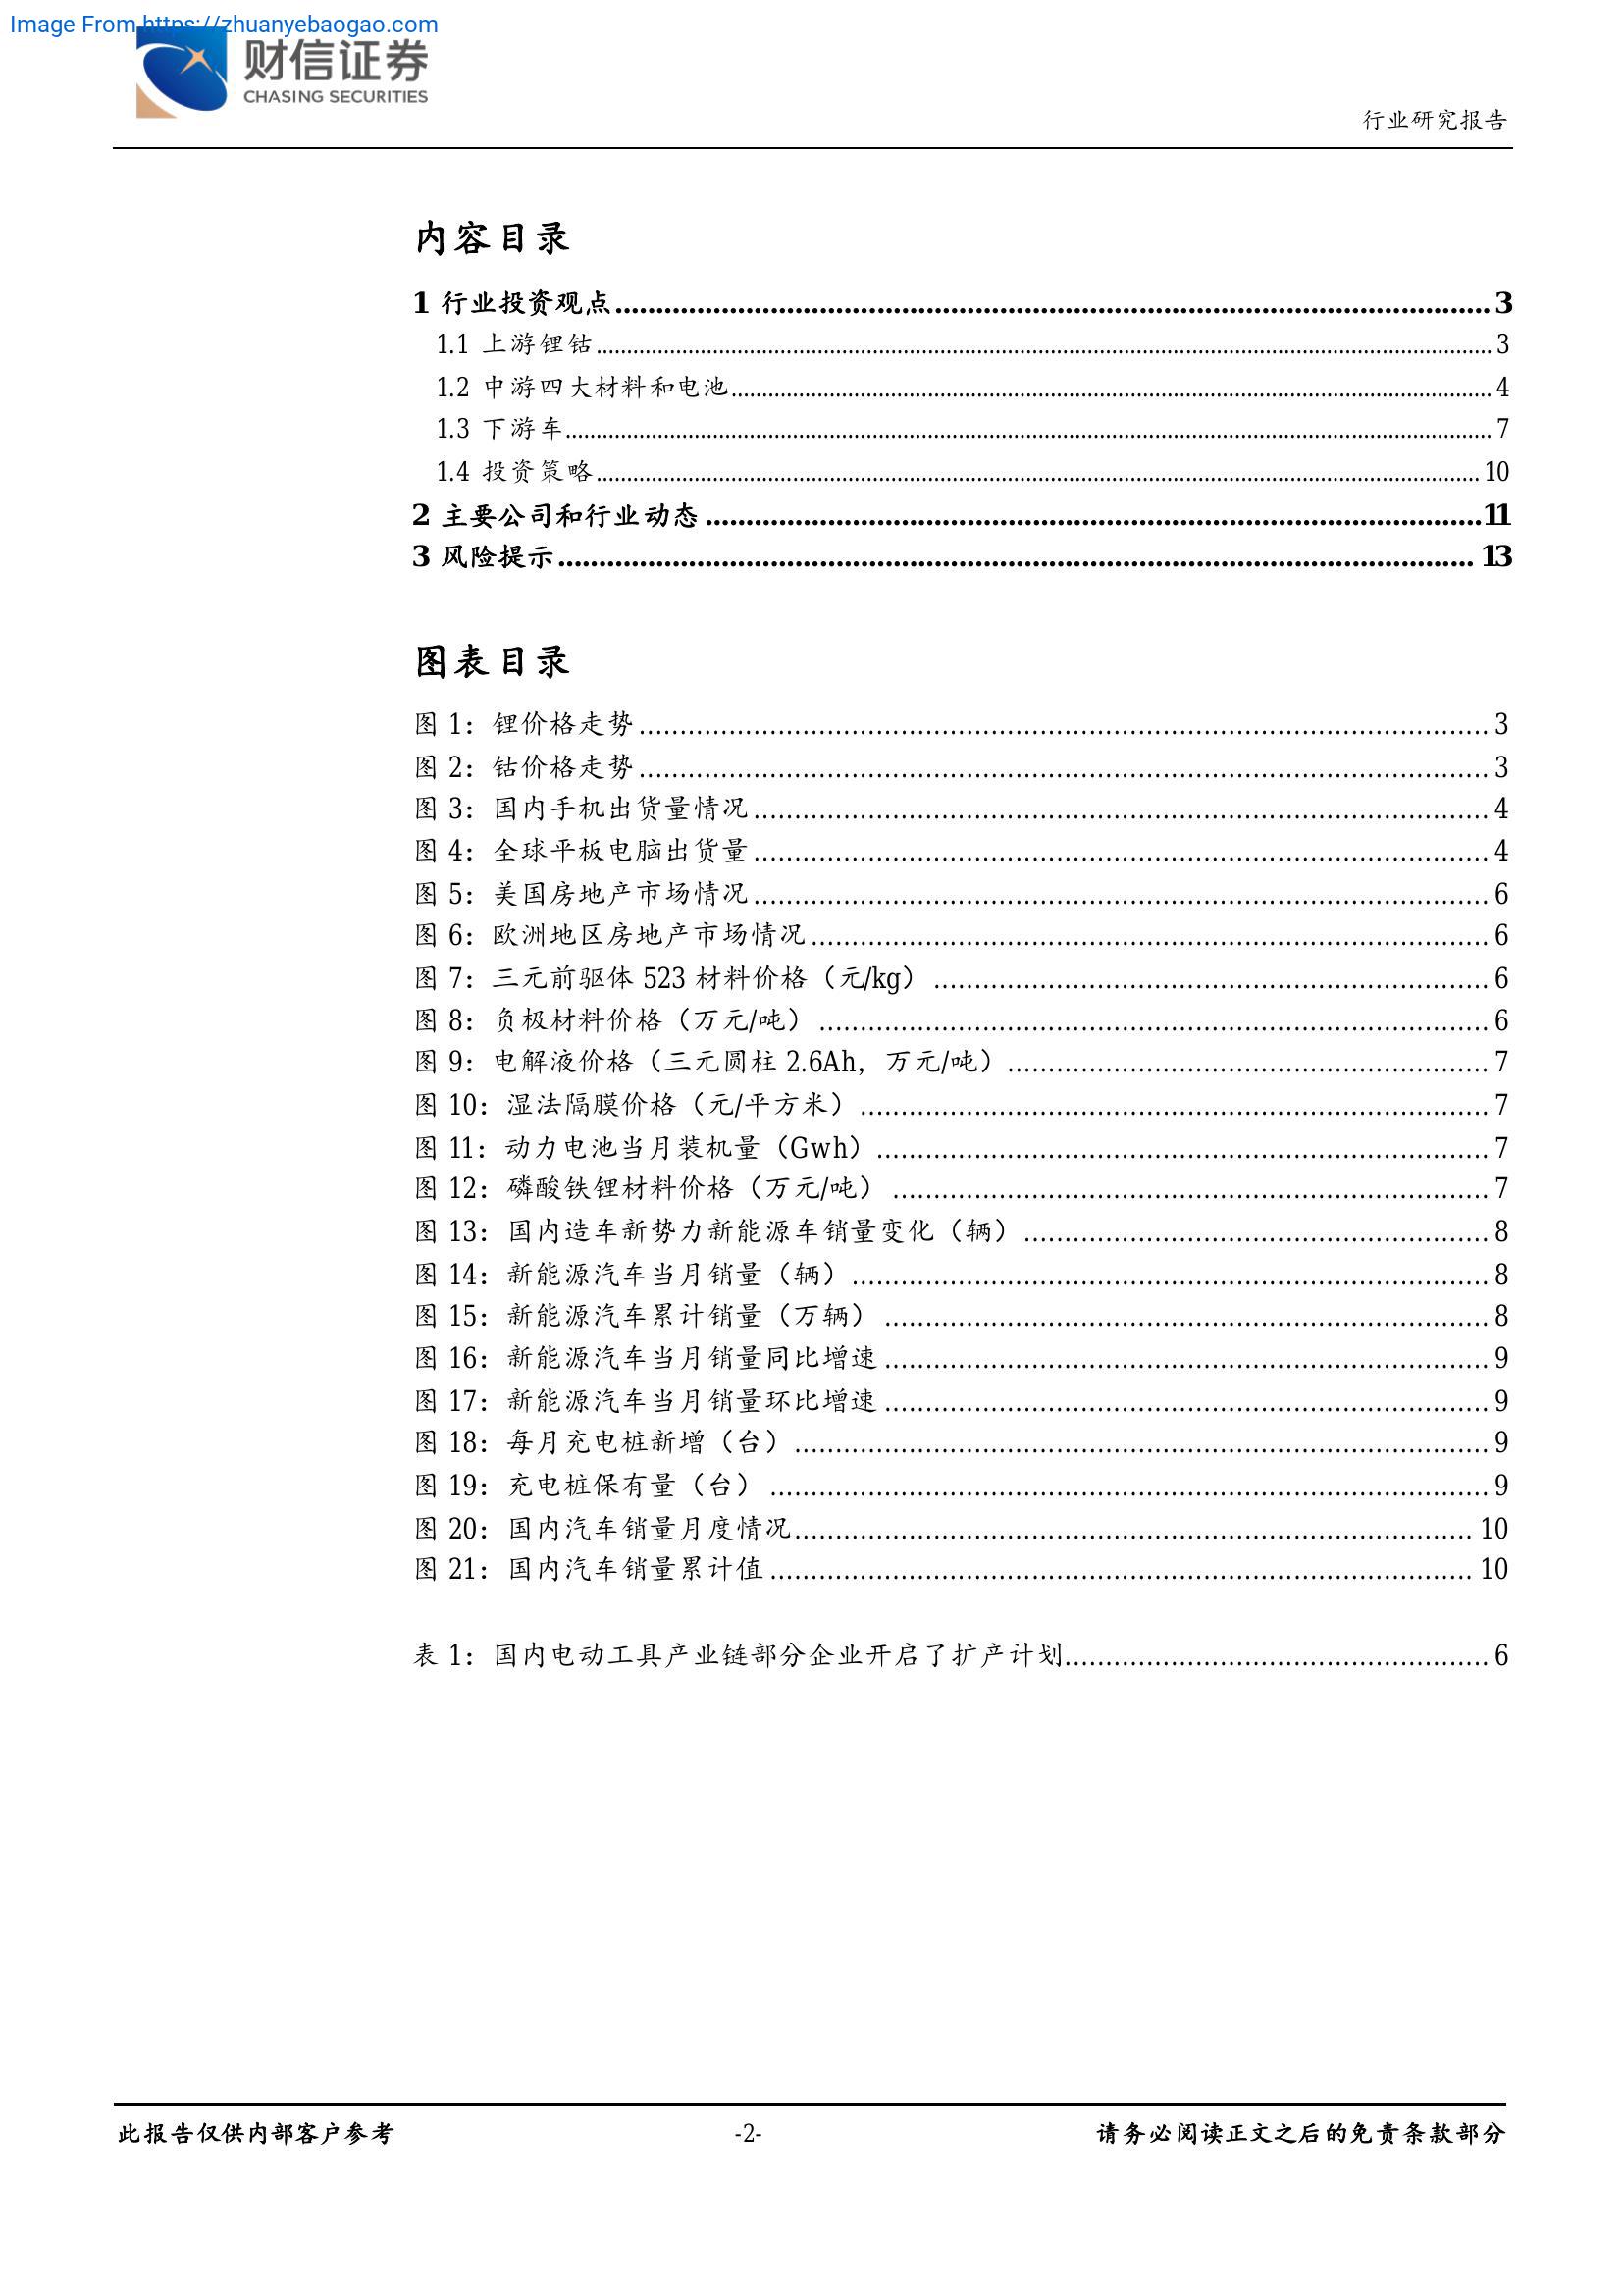 Image From https://zhuanyebaogao.com
财信证券
CHASING SECURITIES
行业研究报告
内容目录
1 行业投资观点........................................................................................................ 3
1.1 上游锂钴........................................................................................................ 3
1.2 中游四大材料和电池........................................................................................ 4
1.3 下游车........................................................................................................ 7
1.4 投资策略........................................................................................................ 10
2 主要公司和行业动态........................................................................................ 11
3 风险提示........................................................................................................ 13
图表目录
图 1：锂价格走势........................................................................................ 3
图 2：钴价格走势........................................................................................ 3
图 3：国内手机出货量情况................................................................................ 4
图 4：全球平板电脑出货量................................................................................ 4
图 5：美国房地产市场情况................................................................................ 6
图 6：欧洲地区房地产市场情况........................................................................ 6
图 7：三元前驱体 523 材料价格（元/kg）............................................................ 6
图 8：负极材料价格（万元/吨）........................................................................ 6
图 9：电解液价格（三元圆柱 2.6Ah，万元/吨）.................................................... 7
图 10：湿法隔膜价格（元/平方米）.................................................................... 7
图 11：动力电池当月装机量（Gwh）.................................................................... 7
图 12：磷酸铁锂材料价格（万元/吨）................................................................ 7
图 13：国内造车新势力新能源车销量变化（辆）.................................................... 8
图 14：新能源汽车当月销量（辆）.................................................................... 8
图 15：新能源汽车累计销量（万辆）................................................................ 8
图 16：新能源汽车当月销量同比增速................................................................ 9
图 17：新能源汽车当月销量环比增速................................................................ 9
图 18：每月充电桩新增（台）........................................................................ 9
图 19：充电桩保有量（台）............................................................................ 9
图 20：国内汽车销量月度情况........................................................................ 10
图 21：国内汽车销量累计值............................................................................ 10
表 1：国内电动工具产业链部分企业开启了扩产计划................................................ 6
此报告仅供内部客户参考
-2-
请务必阅读正文之后的免责条款部分